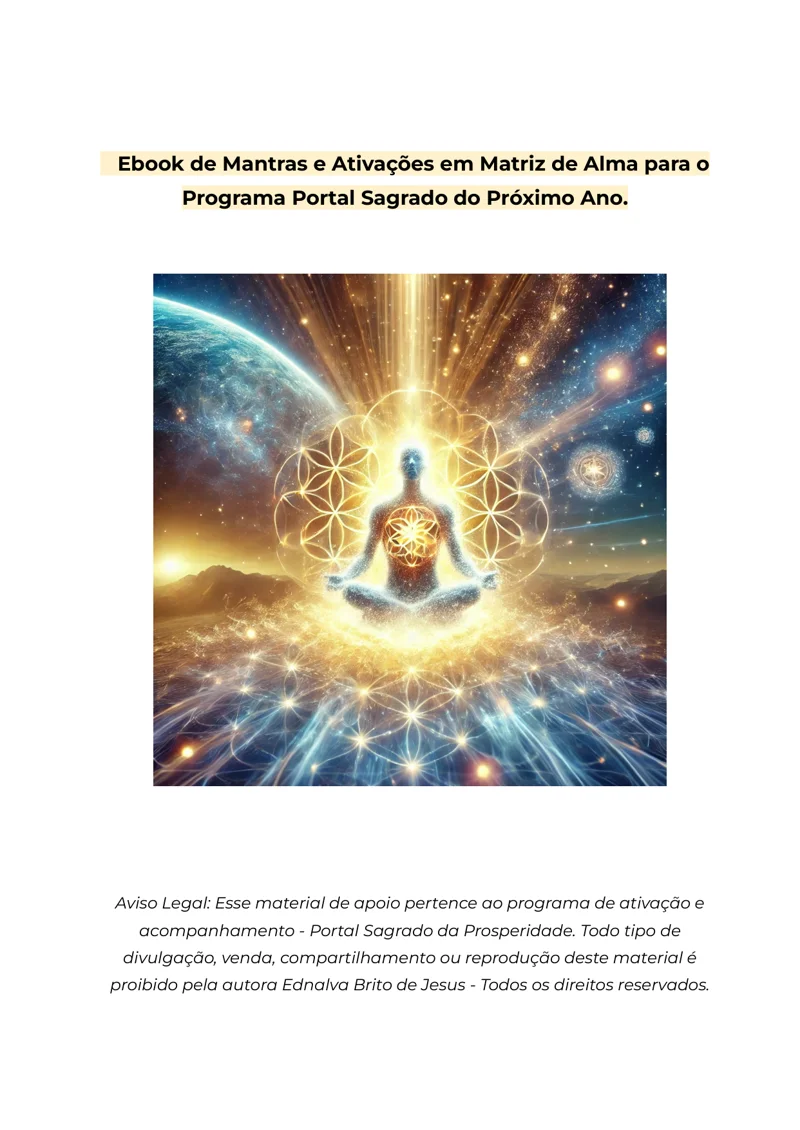 Ebook de Mantras e Ativações em Matriz de Alma para o
Programa Portal Sagrado do Próximo Ano.
Aviso Legal: Esse material de apoio pertence ao programa de ativação e
acompanhamento - Portal Sagrado da Prosperidade. Todo tipo de
divulgação, venda, compartilhamento ou reprodução deste material é
proibido pela autora Ednalva Brito de Jesus - Todos os direitos reservados.